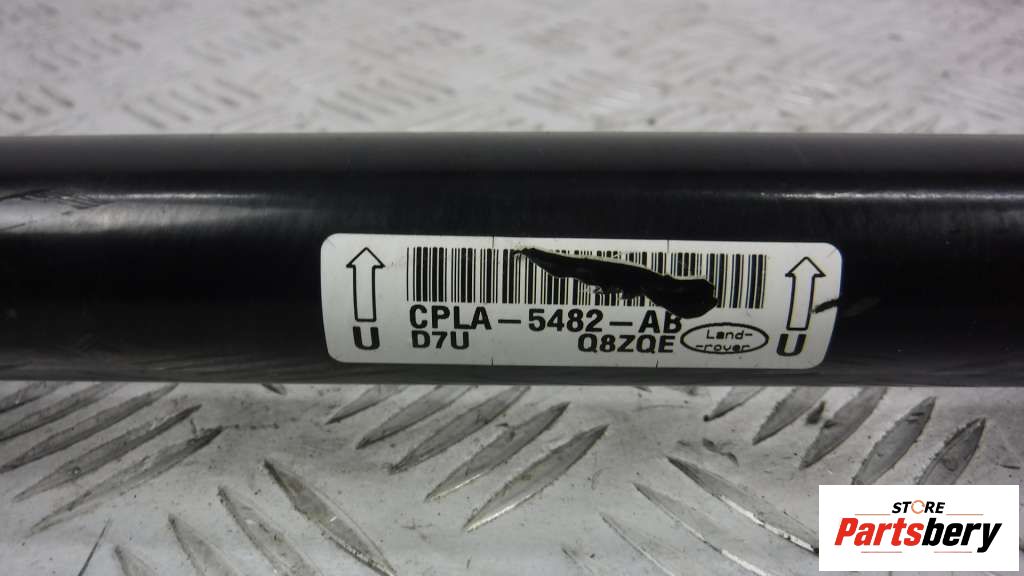 CPLA-5482-AB
D7U Q8ZQE
Land-
-rover
U U
STORE
Partsbery